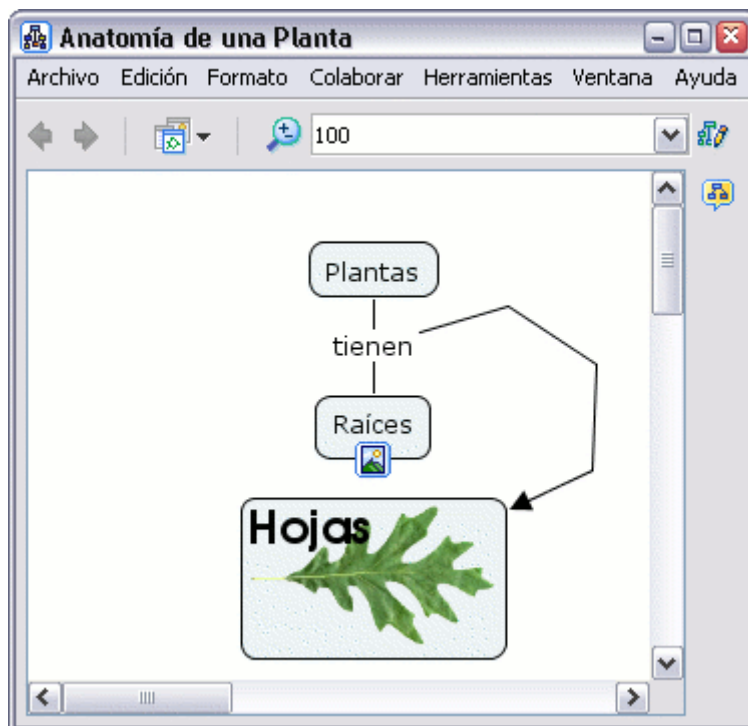 Anatomía de una Planta
Archivo Edición Formato Colaborar Herramientas Ventana Ayuda
100
Plantas
tienen
Raíces
Hojas